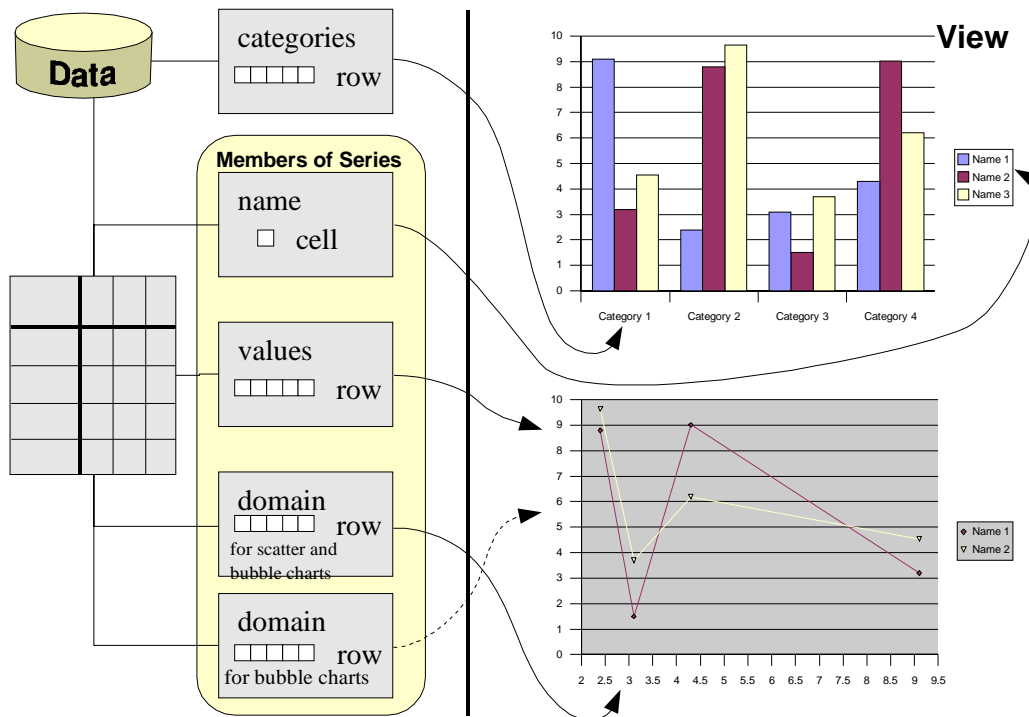 Data
categories
row
Members of Series
name
cell
values
row
domain
row
for scatter and
bubble charts
domain
row
for bubble charts
View
10
9
8
7
6
5
4
3
2
1
0
Category 1 Category 2 Category 3 Category 4
Name 1
Name 2
Name 3
10
9
8
7
6
5
4
3
2
1
0
2 2.5 3 3.5 4 4.5 5 5.5 6 6.5 7 7.5 8 8.5 9 9.5
Name 1
Name 2